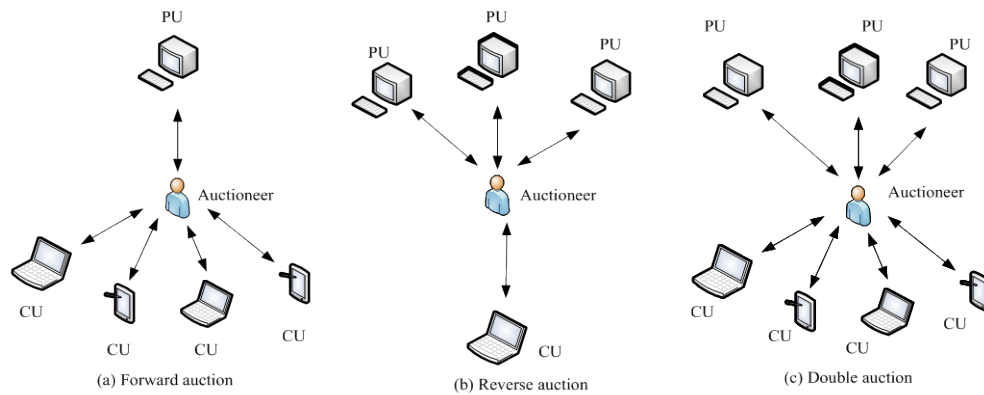 PU
Auctioneer
CU
CU
CU
CU
(a) Forward auction
PU
PU
PU
Auctioneer
CU
(b) Reverse auction
PU
PU
PU
Auctioneer
CU
CU
CU
CU
(c) Double auction